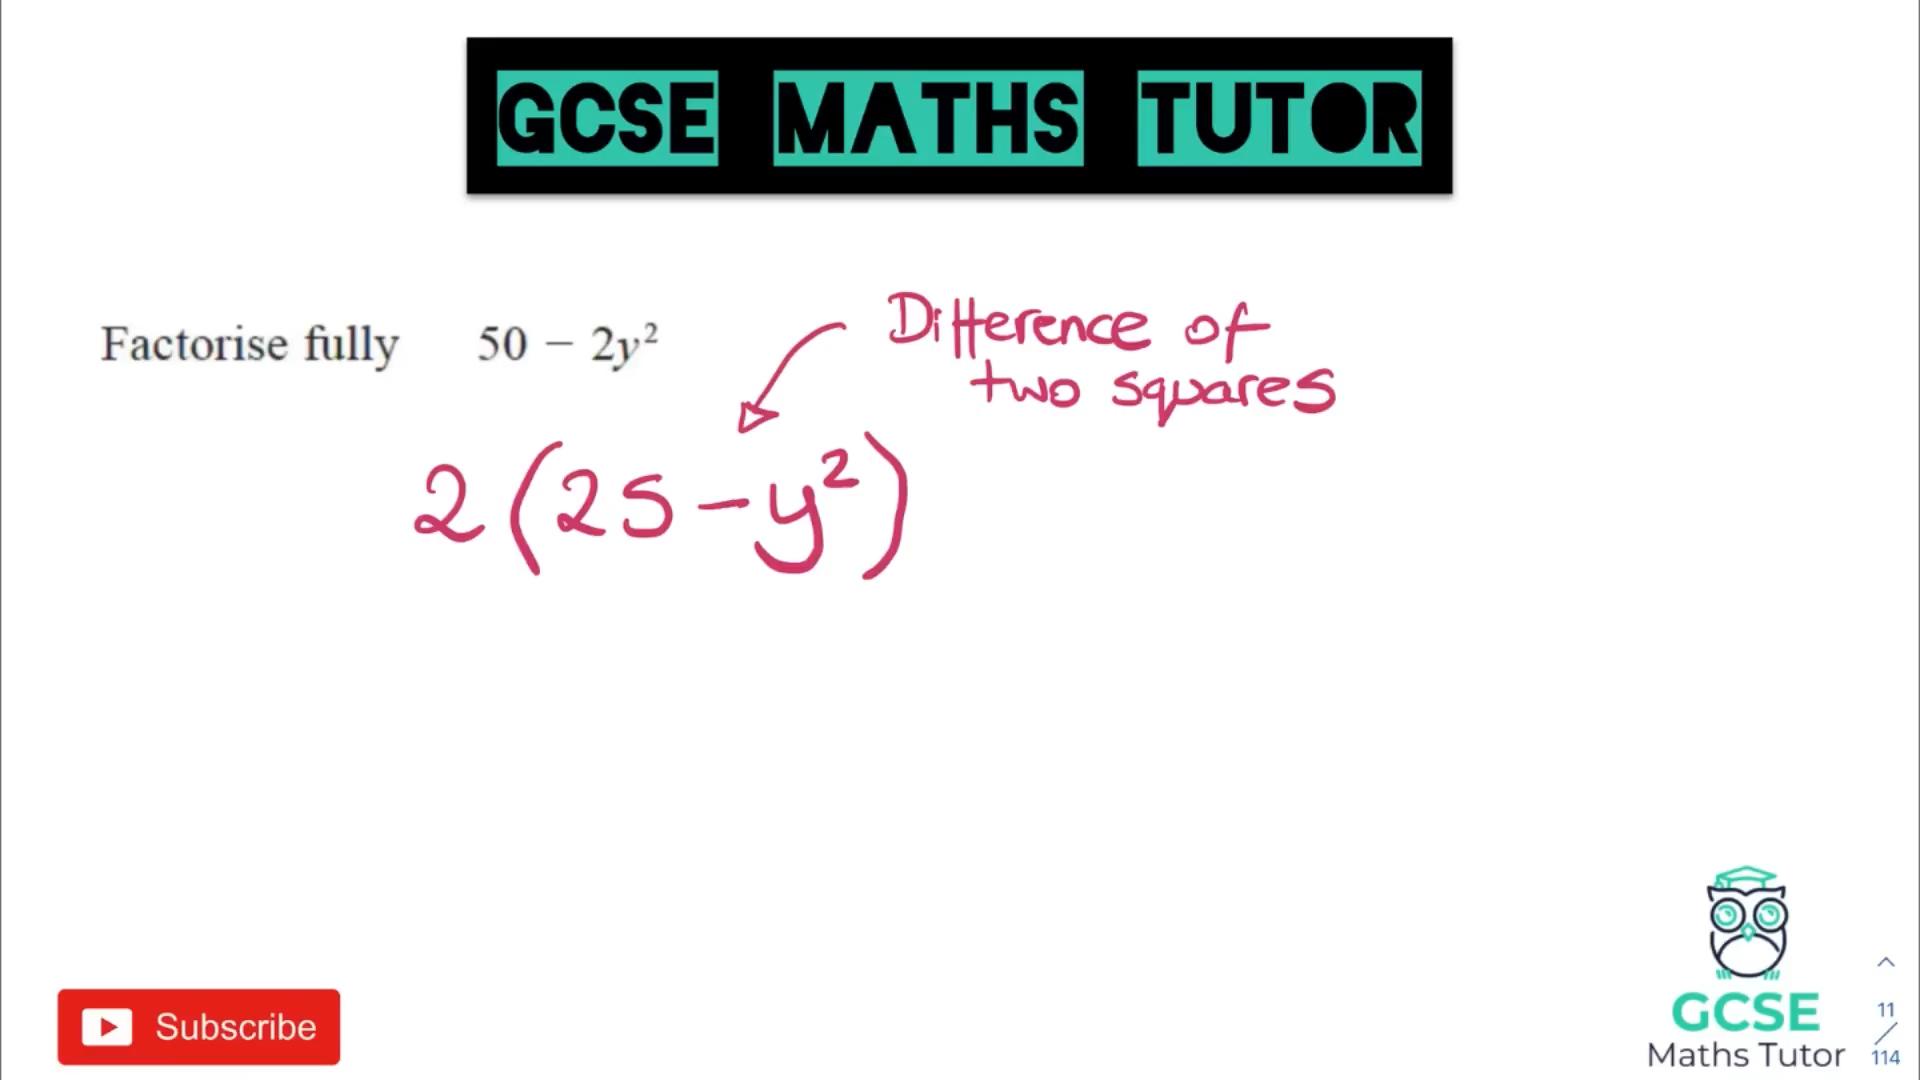 GCSE MATHS TUTOR
Factorise fully 50 − 2y²
Difference of
two squares
2(25−y²)
Subscribe
GCSE
Maths Tutor
11
/
114